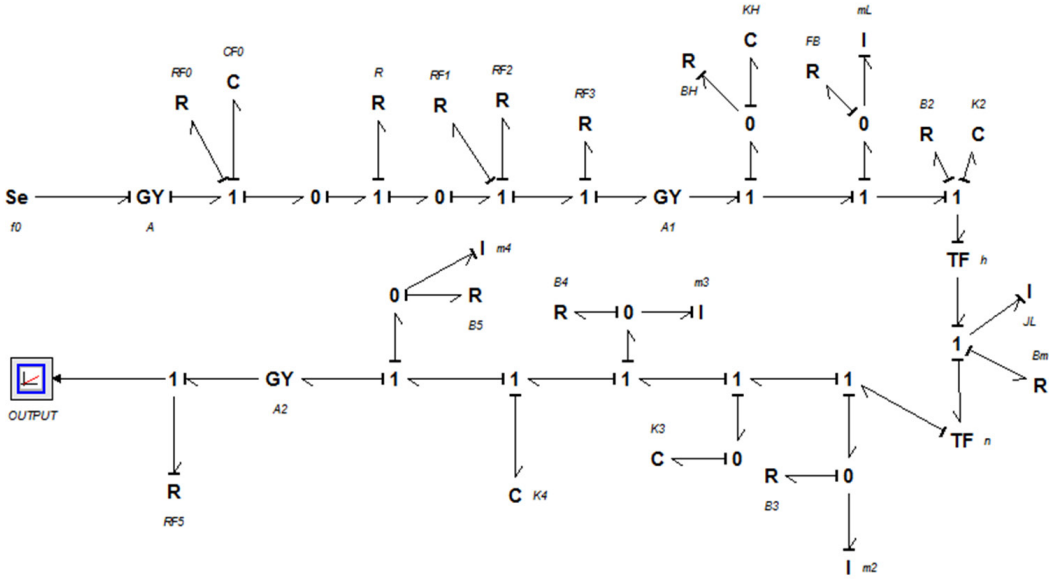 KH mL
C I
CF0 FB
RF0 C R RF1 RF2 R BH R
R R R R RF3 0 0 B2 K2
R R C
Se GY 1 0 1 0 1 1 GY 1 1 1
f0 A A1
I m4 TF h
0 R B4 m3 I
B5 R 0 I JL
1 Bm
1 GY 1 1 1 1 1 R
OUTPUT A2 TF n
K3 C 0 R 0
R C K4 B3
RF5
I m2